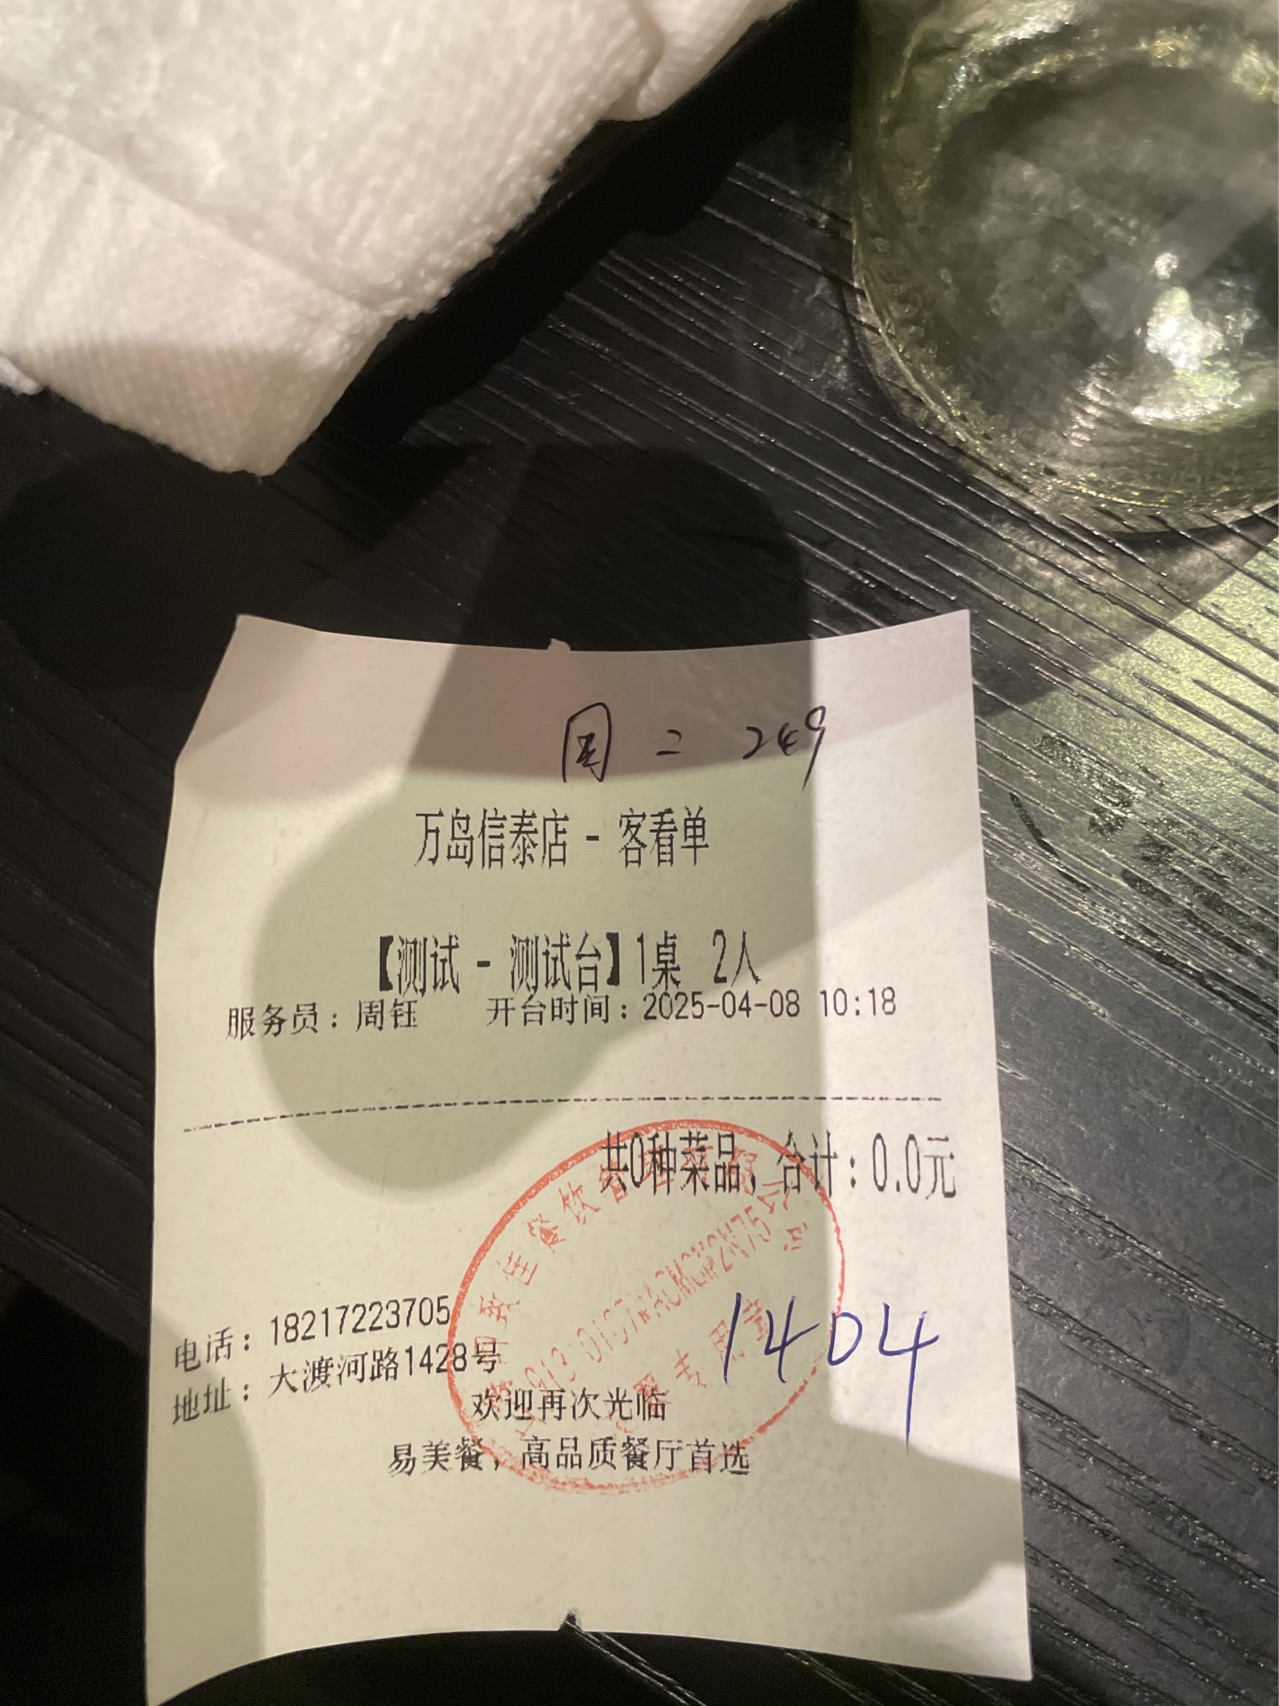 周二 249
万岛信泰店 - 客看单
【测试 - 测试台】1桌 2人
服务员：周钰 开台时间：2025-04-08 10:18
共0种菜品，合计：0.0元
电话：18217223705
地址：大渡河路1428号
1404
欢迎再次光临
易美餐，高品质餐厅首选